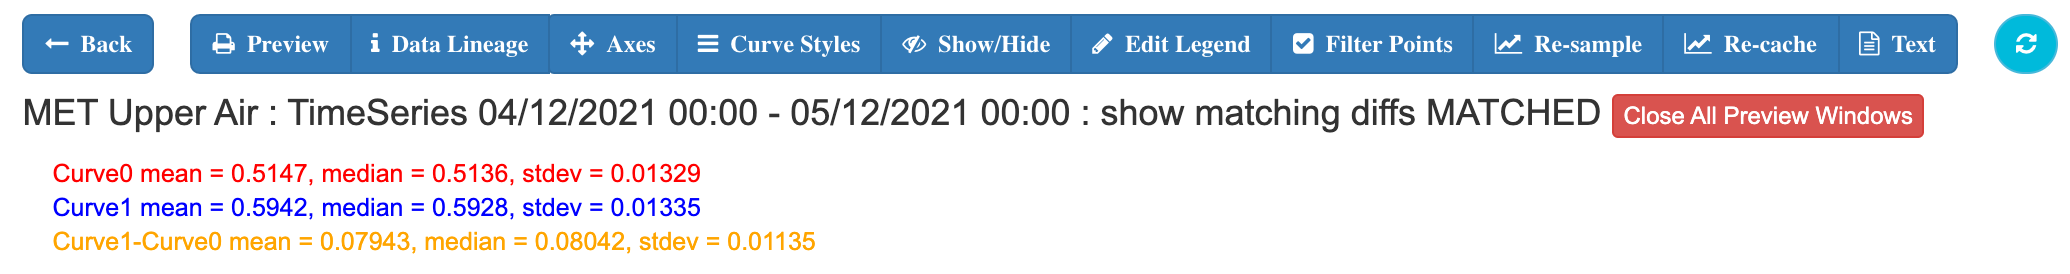 Back Preview Data Lineage Axes Curve Styles Show/Hide Edit Legend Filter Points Re-sample Re-cache Text
MET Upper Air : TimeSeries 04/12/2021 00:00 - 05/12/2021 00:00 : show matching diffs MATCHED Close All Preview Windows
Curve0 mean = 0.5147, median = 0.5136, stdev = 0.01329
Curve1 mean = 0.5942, median = 0.5928, stdev = 0.01335
Curve1-Curve0 mean = 0.07943, median = 0.08042, stdev = 0.01135